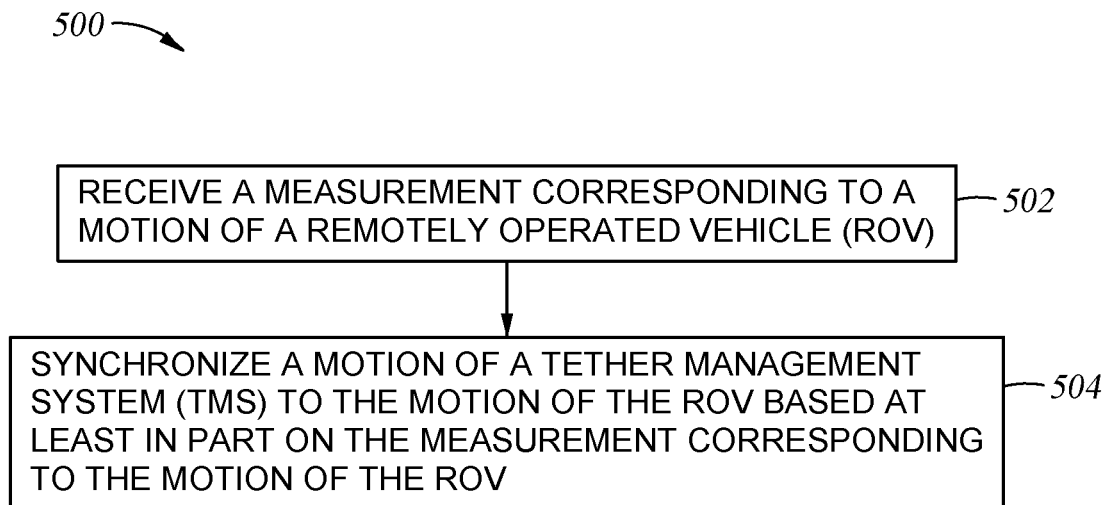 500
RECEIVE A MEASUREMENT CORRESPONDING TO A
MOTION OF A REMOTELY OPERATED VEHICLE (ROV)
502
SYNCHRONIZE A MOTION OF A TETHER MANAGEMENT
SYSTEM (TMS) TO THE MOTION OF THE ROV BASED AT
LEAST IN PART ON THE MEASUREMENT CORRESPONDING
TO THE MOTION OF THE ROV
504